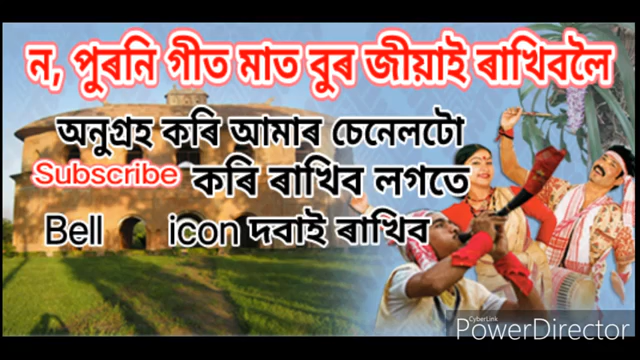 ন, পুৰনি গীত মাত বুৰ জীয়াই ৰাখিবলৈ
অনুগ্ৰহ কৰি আমাৰ চেনেলটো
Subscribe কৰি ৰাখিব লগতে
Bell icon দবাই ৰাখিব
CyberLink
PowerDirector